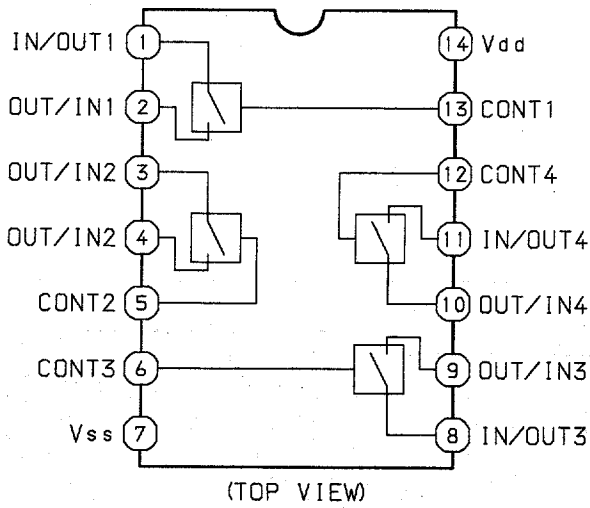 IN/OUT1 1
14 Vdd
OUT/IN1 2
13 CONT1
OUT/IN2 3
12 CONT4
OUT/IN2 4
11 IN/OUT4
CONT2 5
10 OUT/IN4
CONT3 6
9 OUT/IN3
Vss 7
8 IN/OUT3
(TOP VIEW)